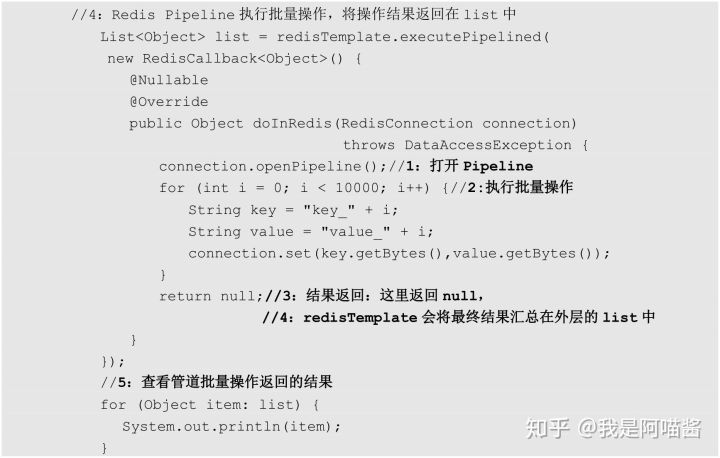 //4：Redis Pipeline 执行批量操作，将操作结果返回在 list 中
List<Object> list = redisTemplate.executePipelined(
new RedisCallback<Object>() {
@Nullable
@Override
public Object doInRedis(RedisConnection connection)
throws DataAccessException {
connection.openPipeline();//1：打开 Pipeline
for (int i = 0; i < 10000; i++) {//2:执行批量操作
String key = "key_" + i;
String value = "value_" + i;
connection.set(key.getBytes(),value.getBytes());
}
return null;//3：结果返回：这里返回 null，
//4：redisTemplate 会将最终结果汇总在外层的 list 中
}
});
//5：查看管道批量操作返回的结果
for (Object item: list) {
System.out.println(item);
}
知乎 @我是阿喵酱